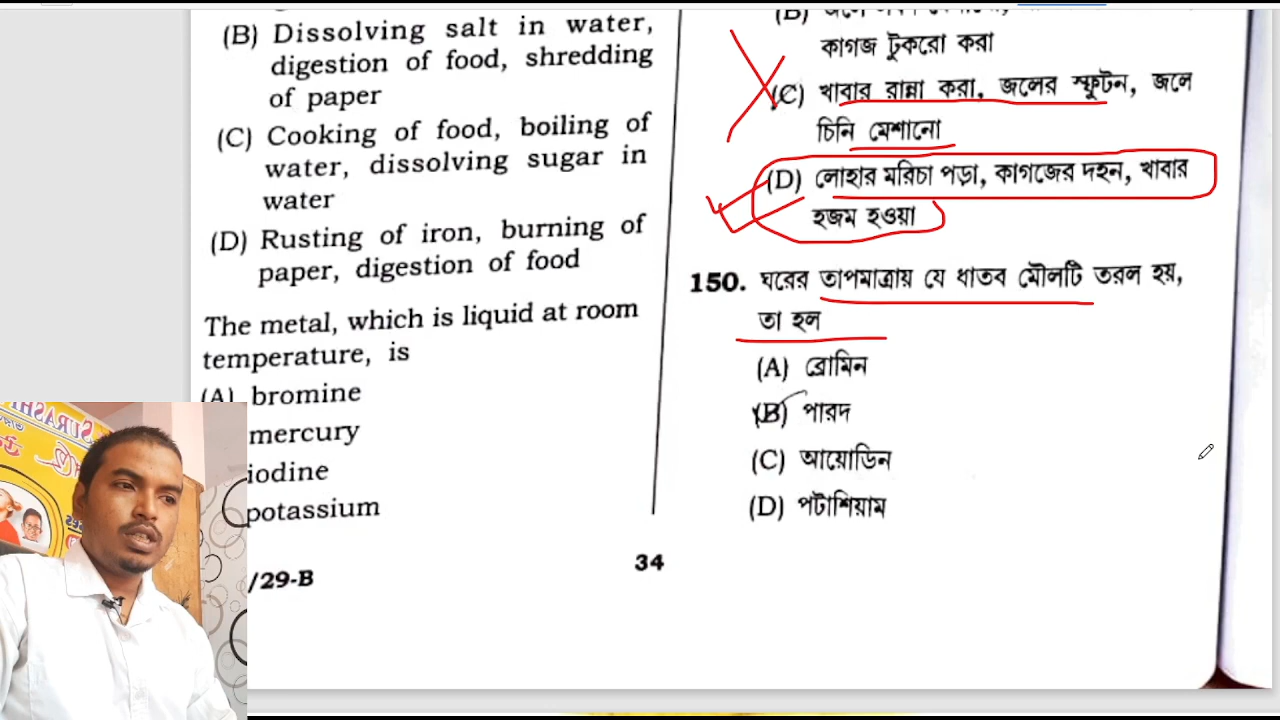 (B) Dissolving salt in water,
digestion of food, shredding
of paper
(C) Cooking of food, boiling of
water, dissolving sugar in
water
(D) Rusting of iron, burning of
paper, digestion of food
The metal, which is liquid at room
temperature, is
(A) bromine
mercury
iodine
potassium
/29-B
34
কাগজ টুকরো করা
(C) খাবার রান্না করা, জলের স্ফুটন, জলে
চিনি মেশানো
(D) লোহার মরিচা পড়া, কাগজের দহন, খাবার
হজম হওয়া
150. ঘরের তাপমাত্রায় যে ধাতব মৌলটি তরল হয়,
তা হল
(A) ব্রোমিন
(B) পারদ
(C) আয়োডিন
(D) পটাশিয়াম